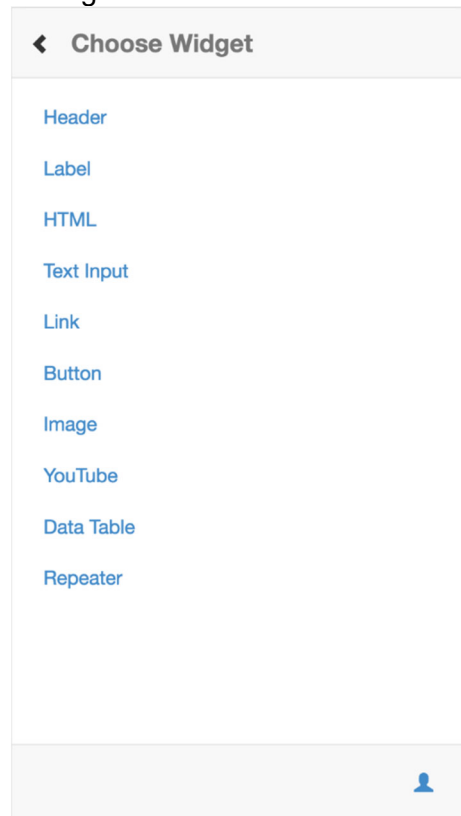 Choose Widget
Header
Label
HTML
Text Input
Link
Button
Image
YouTube
Data Table
Repeater